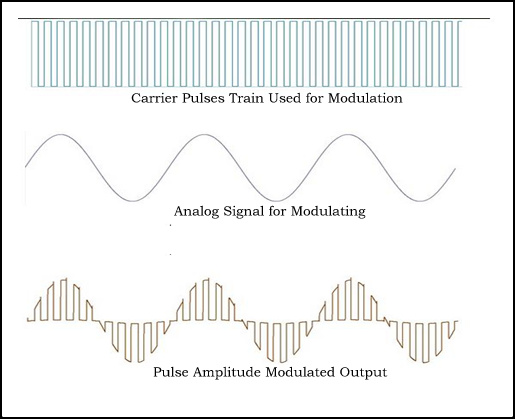 Carrier Pulses Train Used for Modulation
Analog Signal for Modulating
Pulse Amplitude Modulated Output